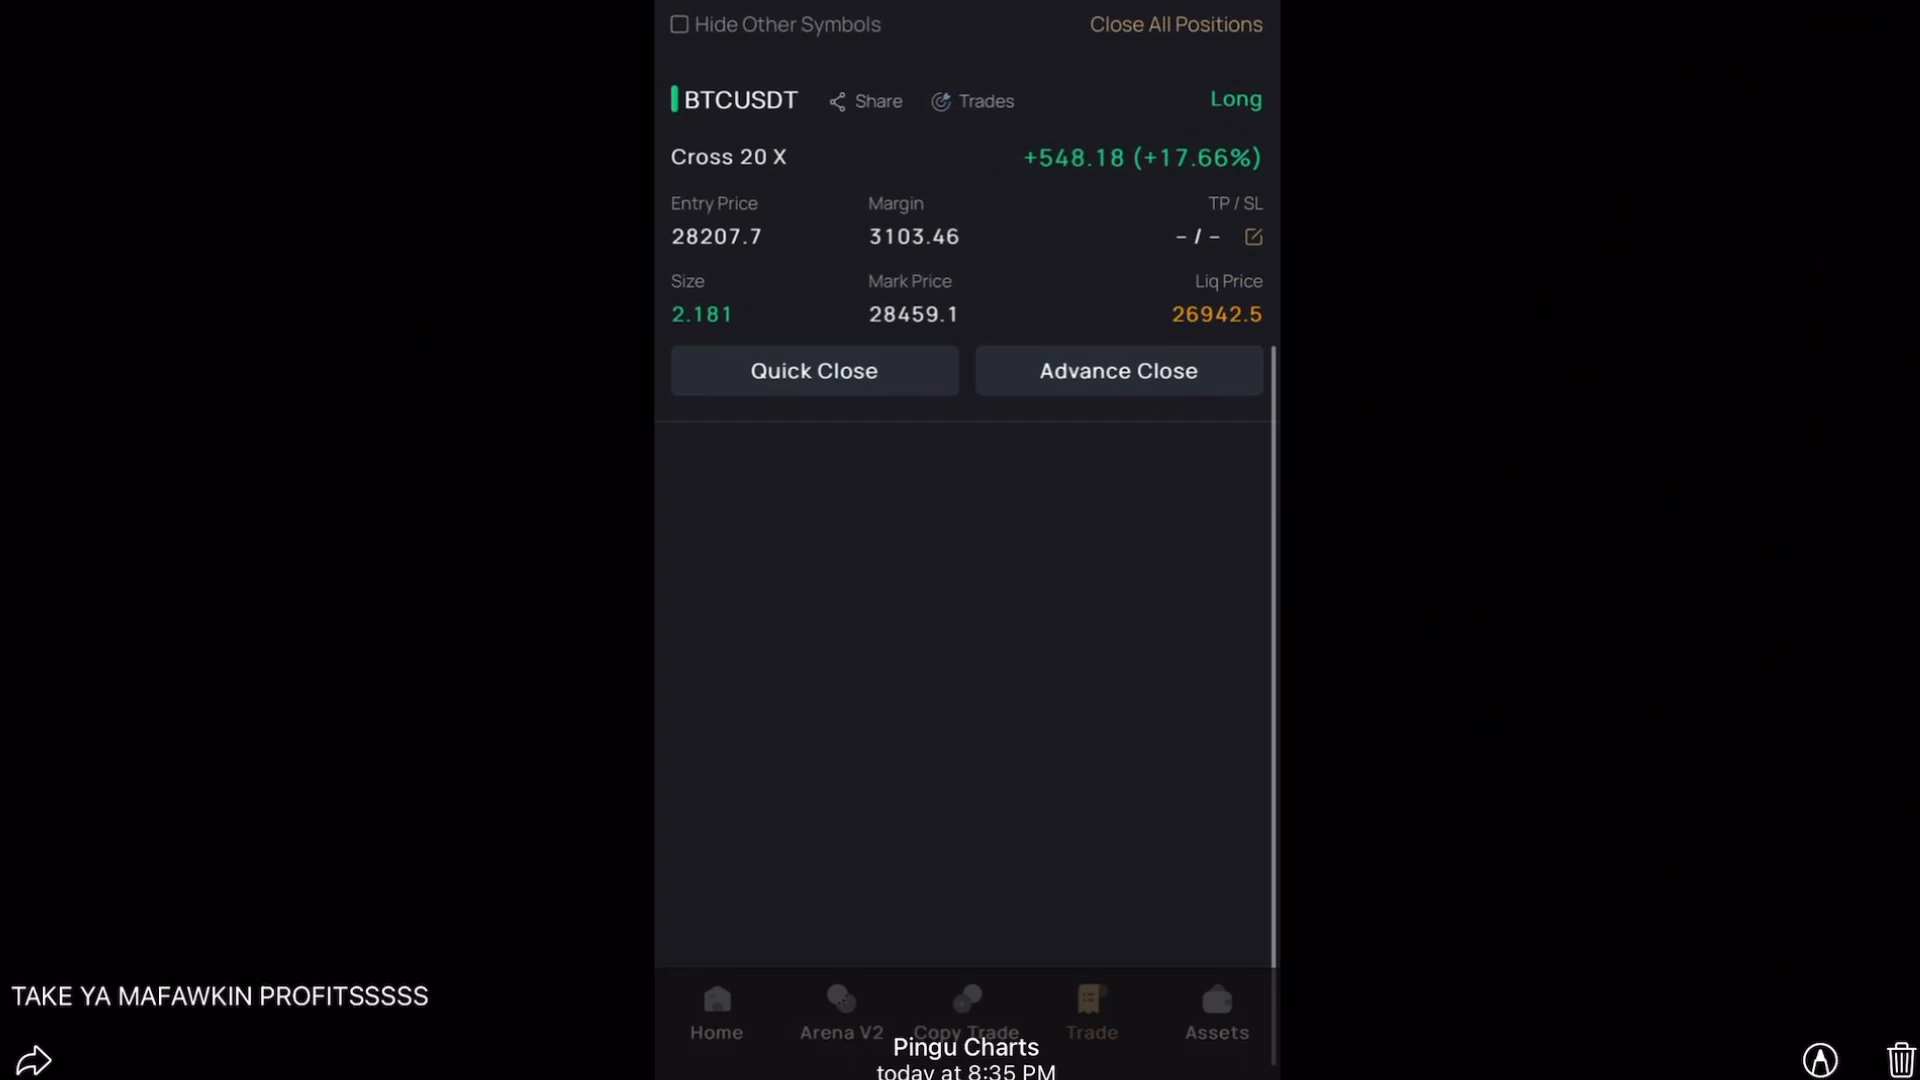 Hide Other Symbols Close All Positions
BTCUSDT Share Trades Long
Cross 20 X +548.18 (+17.66%)
Entry Price Margin TP / SL
28207.7 3103.46 - / -
Size Mark Price Liq Price
2.181 28459.1 26942.5
Quick Close Advance Close
TAKE YA MAFAWKIN PROFITSSSSS
Home Arena V2 Copy Trade Trade Assets
Pingu Charts
today at 8:35 PM